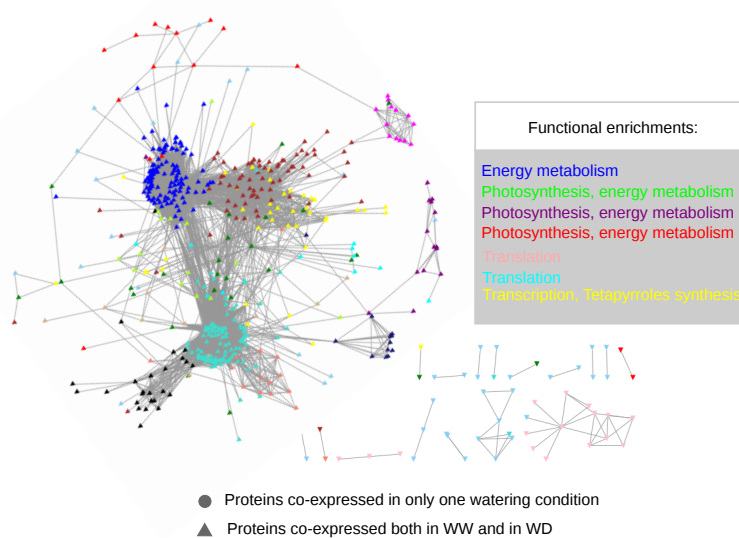 Functional enrichments:
Energy metabolism
Photosynthesis, energy metabolism
Photosynthesis, energy metabolism
Photosynthesis, energy metabolism
Translation
Translation
Transcription, Tetapyrroles synthesis
Proteins co-expressed in only one watering condition
Proteins co-expressed both in WW and in WD